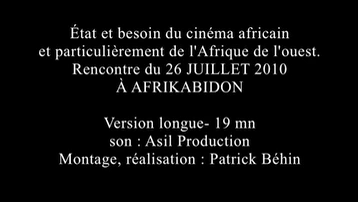 État et besoin du cinéma africain
et particulièrement de l'Afrique de l'ouest.
Rencontre du 26 JUILLET 2010
À AFRIKABIDON
Version longue- 19 mn
son : Asil Production
Montage, réalisation : Patrick Béhin